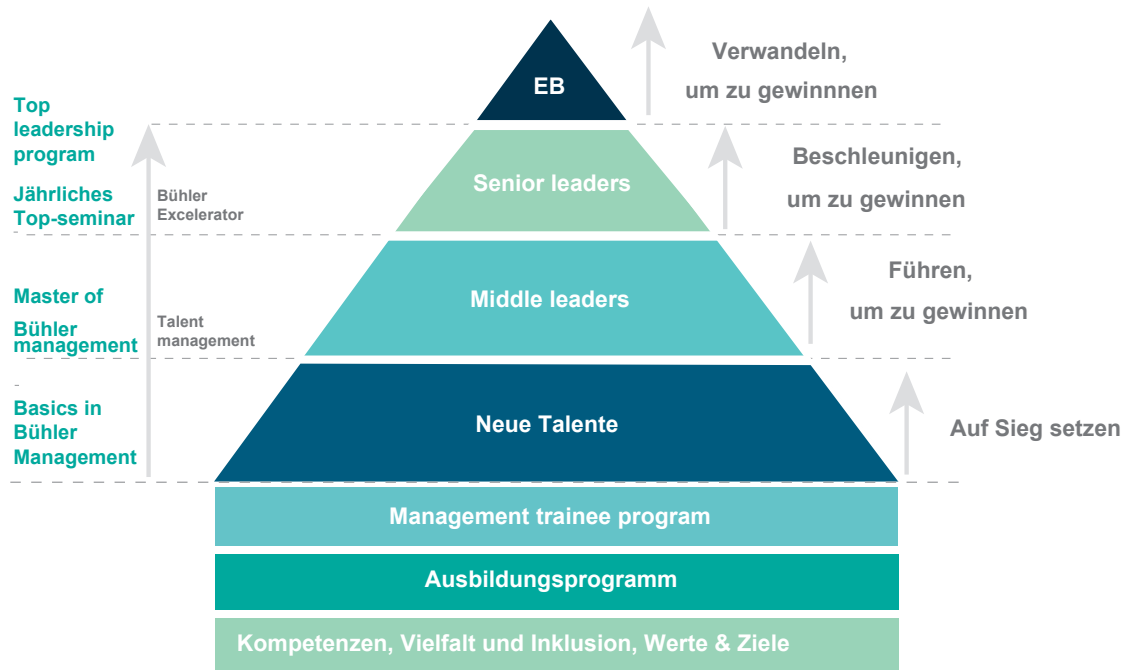 Verwandeln,
um zu gewinnnen
EB
Top
leadership
program
Beschleunigen,
um zu gewinnen
Senior leaders
Jährliches
Top-seminar
Bühler
Excelerator
Führen,
um zu gewinnen
Middle leaders
Master of
Bühler
management
Talent
management
-
Basics in
Bühler
Management
Neue Talente
Auf Sieg setzen
Management trainee program
Ausbildungsprogramm
Kompetenzen, Vielfalt und Inklusion, Werte & Ziele